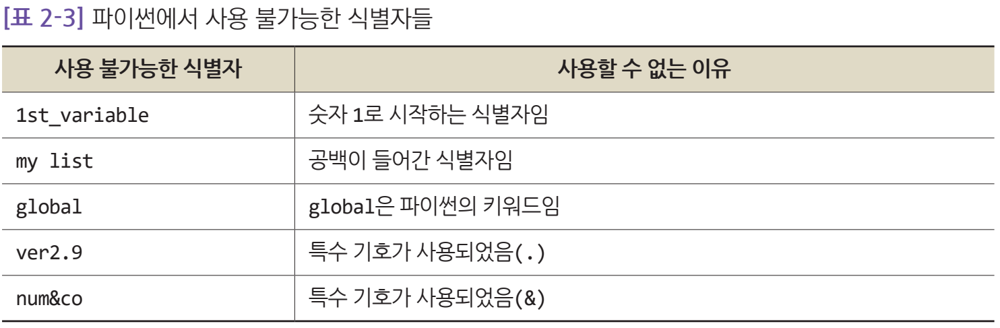 [표 2-3] 파이썬에서 사용 불가능한 식별자들
사용 불가능한 식별자 사용할 수 없는 이유
1st_variable 숫자 1로 시작하는 식별자임
my list 공백이 들어간 식별자임
global global은 파이썬의 키워드임
ver2.9 특수 기호가 사용되었음(.)
num&co 특수 기호가 사용되었음(&)